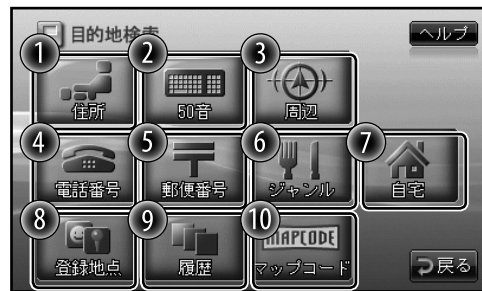 目的地検索
ヘルプ
1
住所
2
50音
3
周辺
4
電話番号
5
郵便番号
6
ジャンル
7
自宅
8
登録地点
9
履歴
10
MAPCODE
マップコード
戻る